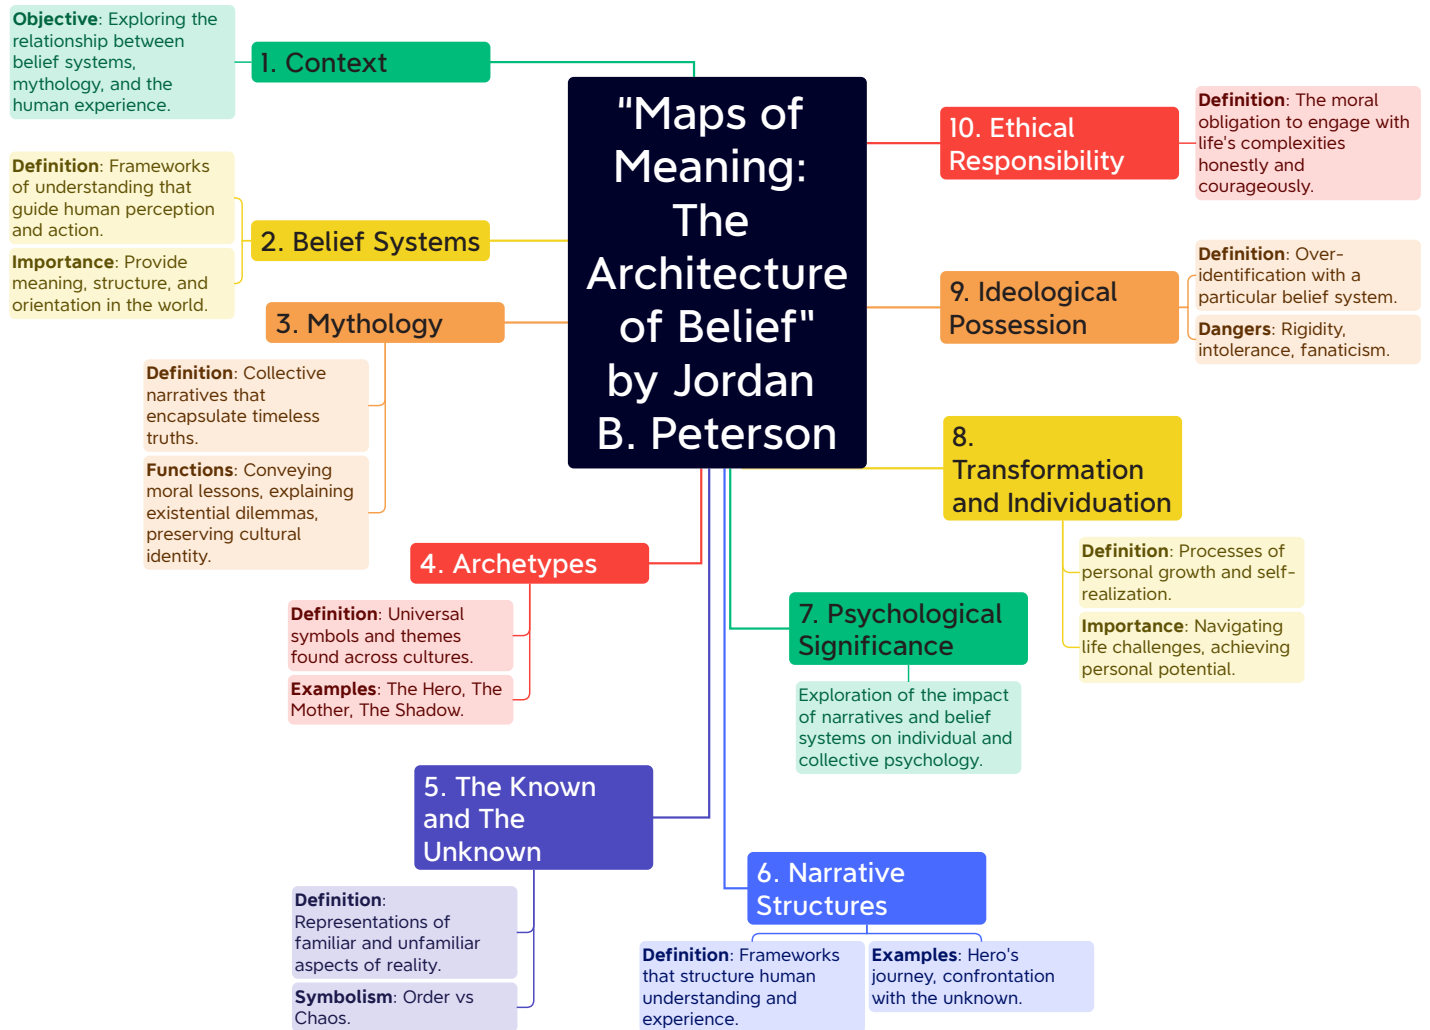 "Maps of
Meaning:
The
Architecture
of Belief"
by Jordan
B. Peterson
1. Context
Objective: Exploring the
relationship between
belief systems,
mythology, and the
human experience.
2. Belief Systems
Definition: Frameworks
of understanding that
guide human perception
and action.
Importance: Provide
meaning, structure, and
orientation in the world.
3. Mythology
Definition: Collective
narratives that
encapsulate timeless
truths.
Functions: Conveying
moral lessons, explaining
existential dilemmas,
preserving cultural
identity.
4. Archetypes
Definition: Universal
symbols and themes
found across cultures.
Examples: The Hero, The
Mother, The Shadow.
5. The Known
and The
Unknown
Definition:
Representations of
familiar and unfamiliar
aspects of reality.
Symbolism: Order vs
Chaos.
6. Narrative
Structures
Definition: Frameworks
that structure human
understanding and
experience.
Examples: Hero's
journey, confrontation
with the unknown.
7. Psychological
Significance
Exploration of the impact
of narratives and belief
systems on individual and
collective psychology.
8.
Transformation
and Individuation
Definition: Processes of
personal growth and self-
realization.
Importance: Navigating
life challenges, achieving
personal potential.
9. Ideological
Possession
Definition: Over-
identification with a
particular belief system.
Dangers: Rigidity,
intolerance, fanaticism.
10. Ethical
Responsibility
Definition: The moral
obligation to engage with
life's complexities
honestly and
courageously.